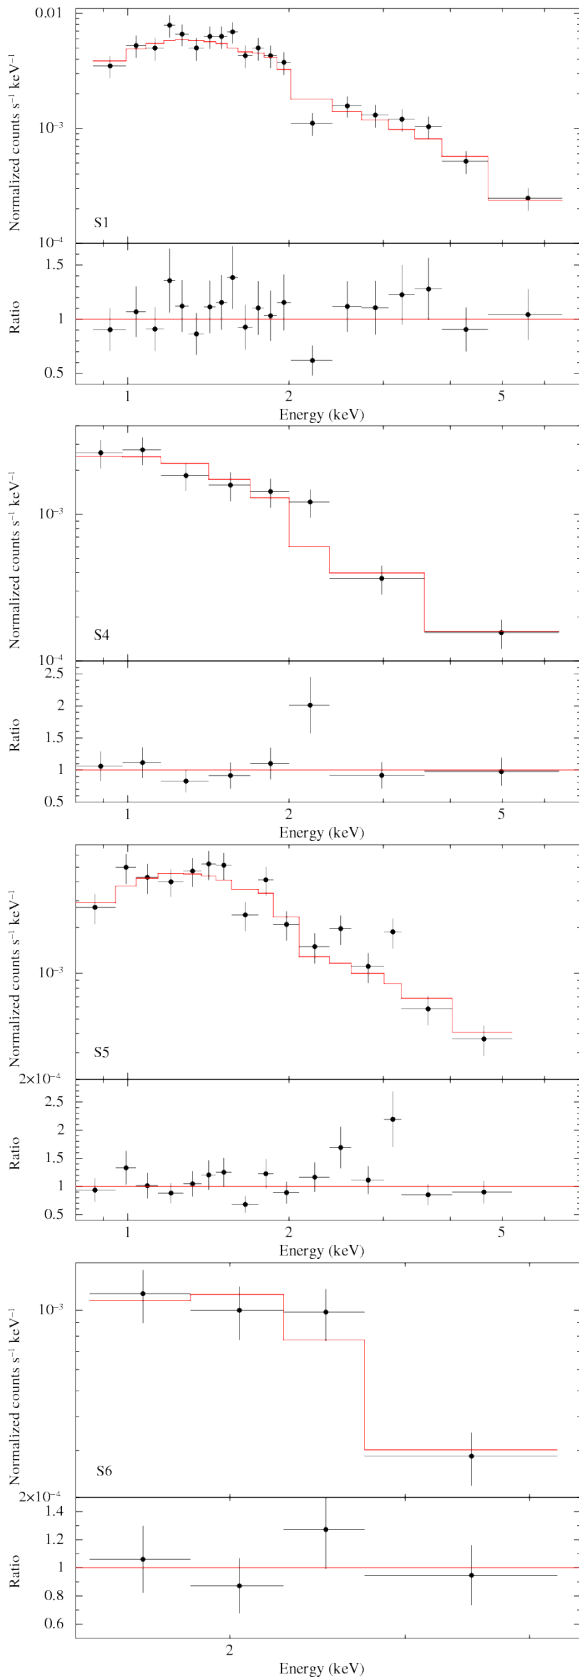 0.01
10⁻³
10⁻⁴
Normalized counts s⁻¹ keV⁻¹
S1
1.5
1
0.5
Ratio
1 2 5
Energy (keV)
10⁻³
10⁻⁴
Normalized counts s⁻¹ keV⁻¹
S4
2.5
2
1.5
1
0.5
Ratio
1 2 5
Energy (keV)
10⁻³
2×10⁻⁴
Normalized counts s⁻¹ keV⁻¹
S5
2.5
2
1.5
1
0.5
Ratio
1 2 5
Energy (keV)
10⁻³
2×10⁻⁴
Normalized counts s⁻¹ keV⁻¹
S6
1.4
1.2
1
0.8
0.6
Ratio
2
Energy (keV)